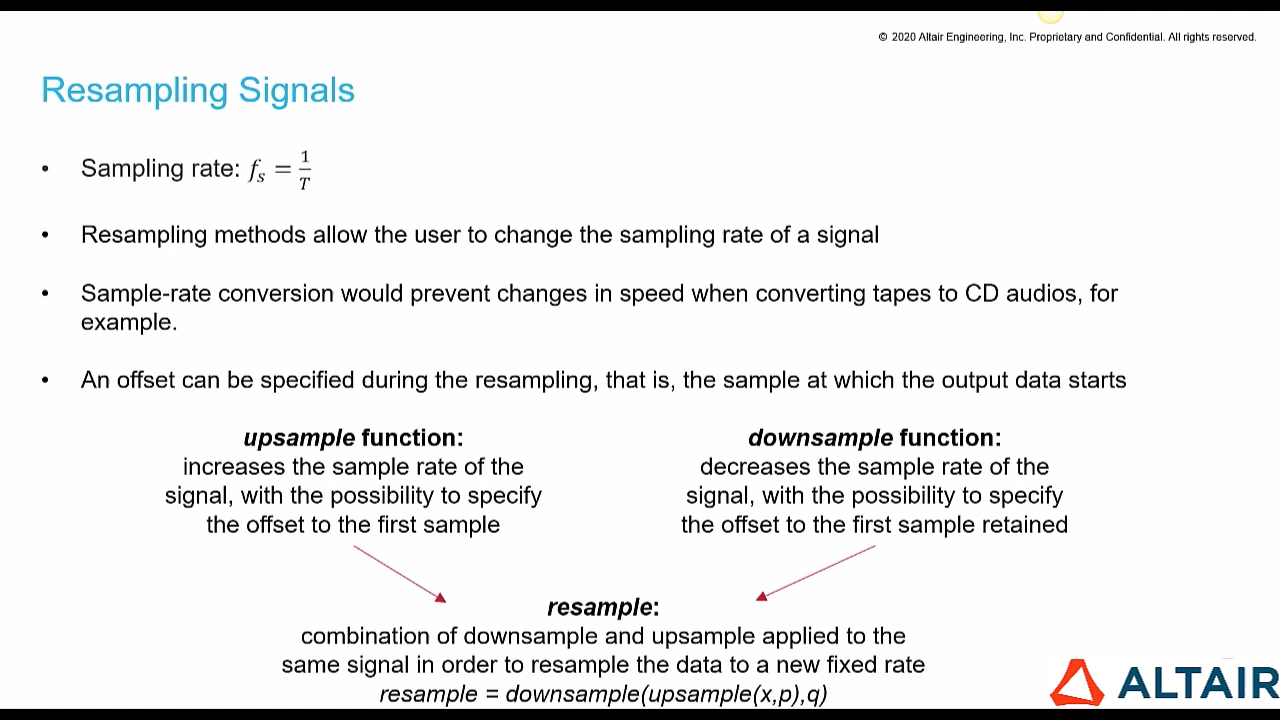 © 2020 Altair Engineering, Inc. Proprietary and Confidential. All rights reserved.
Resampling Signals
• Sampling rate: fₛ = 1/T
• Resampling methods allow the user to change the sampling rate of a signal
• Sample-rate conversion would prevent changes in speed when converting tapes to CD audios, for
example.
• An offset can be specified during the resampling, that is, the sample at which the output data starts
upsample function:
increases the sample rate of the
signal, with the possibility to specify
the offset to the first sample
downsample function:
decreases the sample rate of the
signal, with the possibility to specify
the offset to the first sample retained
resample:
combination of downsample and upsample applied to the
same signal in order to resample the data to a new fixed rate
resample = downsample(upsample(x,p),q)
ALTAIR